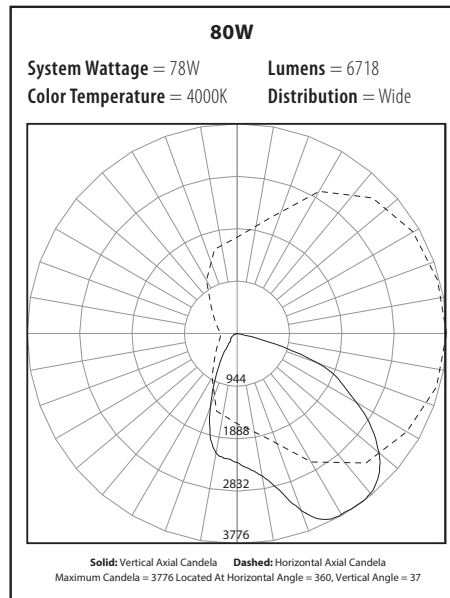 80W
System Wattage = 78W Lumens = 6718
Color Temperature = 4000K Distribution = Wide
944
1888
2832
3776
Solid: Vertical Axial Candela Dashed: Horizontal Axial Candela
Maximum Candela = 3776 Located At Horizontal Angle = 360, Vertical Angle = 37